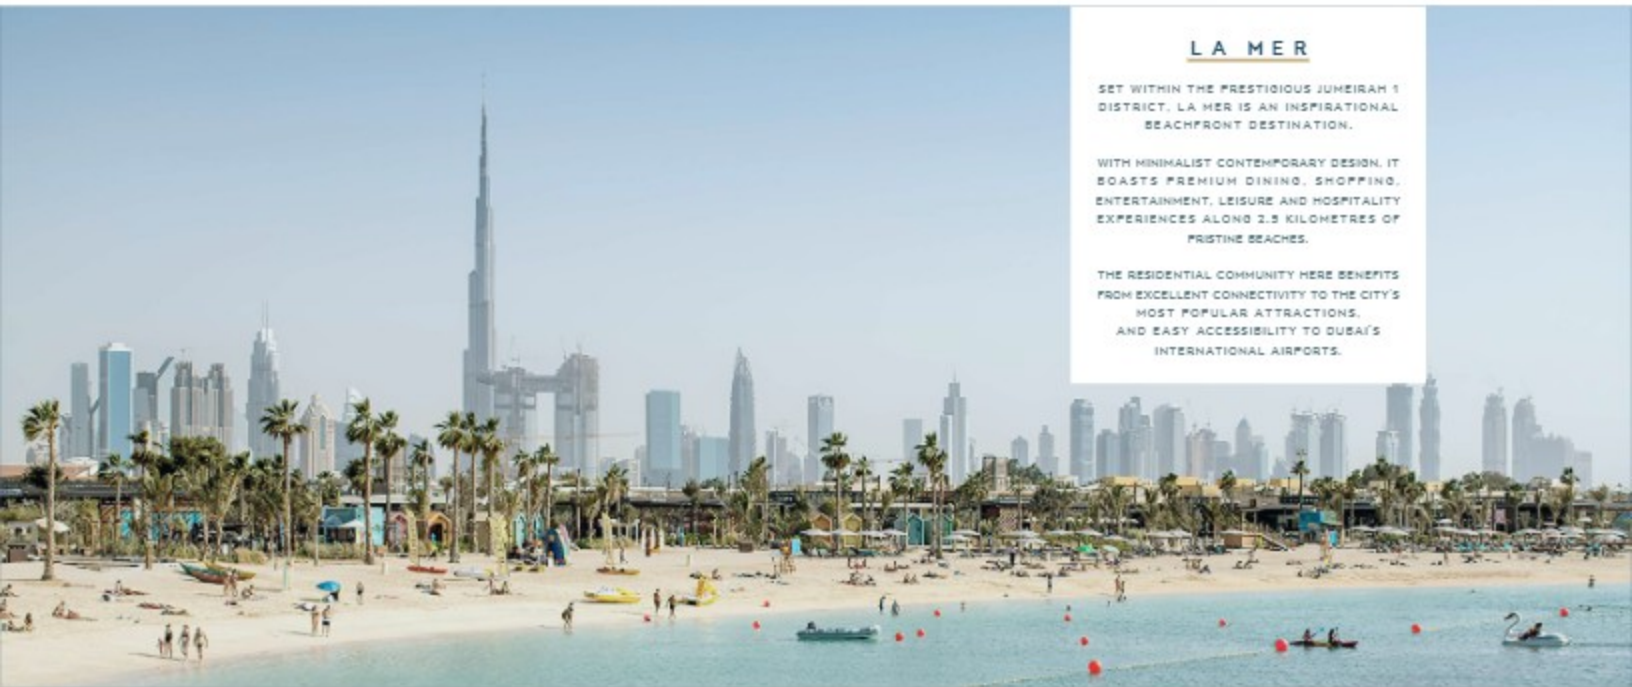 LA MER
SET WITHIN THE PRESTIGIOUS JUMEIRAH 1
DISTRICT, LA MER IS AN INSPIRATIONAL
BEACHFRONT DESTINATION.
WITH MINIMALIST CONTEMPORARY DESIGN, IT
BOASTS PREMIUM DINING, SHOPPING,
ENTERTAINMENT, LEISURE AND HOSPITALITY
EXPERIENCES ALONG 2.5 KILOMETRES OF
PRISTINE BEACHES.
THE RESIDENTIAL COMMUNITY HERE BENEFITS
FROM EXCELLENT CONNECTIVITY TO THE CITY'S
MOST POPULAR ATTRACTIONS,
AND EASY ACCESSIBILITY TO DUBAI'S
INTERNATIONAL AIRPORTS.